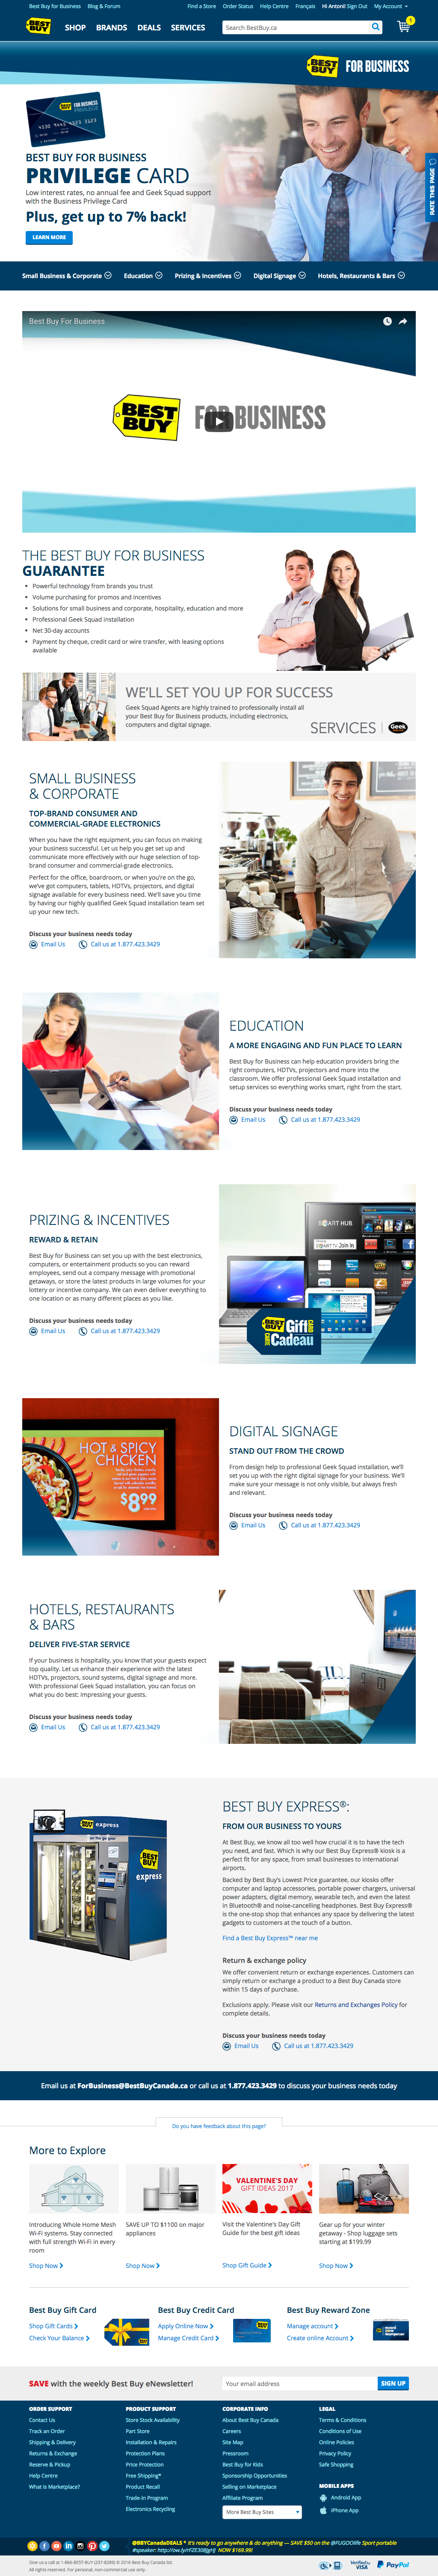 Best Buy for Business Blog & Forum Find a Store Order Status Help Centre Français Hi Antoni! Sign Out My Account
BEST BUY SHOP BRANDS DEALS SERVICES Search BestBuy.ca 1
BEST BUY FOR BUSINESS
RATE THIS PAGE
BEST BUY FOR BUSINESS
PRIVILEGE CARD
Low interest rates, no annual fee and Geek Squad support
with the Business Privilege Card
Plus, get up to 7% back!
LEARN MORE
Small Business & Corporate Education Prizing & Incentives Digital Signage Hotels, Restaurants & Bars
Best Buy For Business
BEST BUY FOR BUSINESS
THE BEST BUY FOR BUSINESS
GUARANTEE
• Powerful technology from brands you trust
• Volume purchasing for promos and incentives
• Solutions for small business and corporate, hospitality, education and more
• Professional Geek Squad installation
• Net 30-day accounts
• Payment by cheque, credit card or wire transfer, with leasing options
available
WE'LL SET YOU UP FOR SUCCESS
Geek Squad Agents are highly trained to professionally install all
your Best Buy for Business products, including electronics,
computers and digital signage.
SERVICES Geek
SMALL BUSINESS
& CORPORATE
TOP-BRAND CONSUMER AND
COMMERCIAL-GRADE ELECTRONICS
When you have the right equipment, you can focus on making
your business successful. Let us help you get set up and
communicate more effectively with our huge selection of top-
brand consumer and commercial-grade electronics.
Perfect for the office, boardroom, or when you're on the go,
we've got computers, tablets, HDTVs, projectors, and digital
signage available for every business need. We'll save you time
by having our highly qualified Geek Squad installation team set
up your new tech.
Discuss your business needs today
Email Us Call us at 1.877.423.3429
EDUCATION
A MORE ENGAGING AND FUN PLACE TO LEARN
Best Buy for Business can help education providers bring the
right computers, HDTVs, projectors and more into the
classroom. We offer professional Geek Squad installation and
setup services so everything works smart, right from the start.
Discuss your business needs today
Email Us Call us at 1.877.423.3429
PRIZING & INCENTIVES
REWARD & RETAIN
Best Buy for Business can set you up with the best electronics,
computers, or entertainment products so you can reward
employees, send out a company message with promotional
getaways, or store the latest products in large volumes for your
lottery or incentive company. We can even deliver everything to
one location or as many different places as you like.
Discuss your business needs today
Email Us Call us at 1.877.423.3429
SMART HUB
BEST BUY Gift CARD
CARTE Cadeau
HOT & SPICY
CHICKEN
$8.99
DIGITAL SIGNAGE
STAND OUT FROM THE CROWD
From design help to professional Geek Squad installation, we'll
set you up with the right digital signage for your business. We'll
make sure your message is not only visible, but always fresh
and relevant.
Discuss your business needs today
Email Us Call us at 1.877.423.3429
HOTELS, RESTAURANTS
& BARS
DELIVER FIVE-STAR SERVICE
If your business is hospitality, you know that your guests expect
top quality. Let us enhance their experience with the latest
HDTVs, projectors, sound systems, digital signage and more.
With professional Geek Squad installation, you can focus on
what you do best: impressing your guests.
Discuss your business needs today
Email Us Call us at 1.877.423.3429
express
BEST BUY
express
BEST BUY EXPRESS®:
FROM OUR BUSINESS TO YOURS
At Best Buy, we know all too well how crucial it is to have the tech
you need, and fast. Which is why our Best Buy Express® kiosk is a
perfect fit for any space, from small businesses to international
airports.
Backed by Best Buy's Lowest Price guarantee, our kiosks offer
computer and laptop accessories, portable power chargers, universal
power adapters, digital memory, wearable tech, and even the latest
in Bluetooth® and noise-cancelling headphones. Best Buy Express®
is the one-stop shop that enhances any space by delivering the latest
gadgets to customers at the touch of a button.
Find a Best Buy Express™ near me
Return & exchange policy
We offer convenient return or exchange experiences. Customers can
simply return or exchange a product to a Best Buy Canada store
within 15 days of purchase.
Exclusions apply. Please visit our Returns and Exchanges Policy for
complete details.
Discuss your business needs today
Email Us Call us at 1.877.423.3429
Email us at ForBusiness@BestBuyCanada.ca or call us at 1.877.423.3429 to discuss your business needs today
Do you have feedback about this page?
More to Explore
VALENTINE'S DAY
GIFT IDEAS 2017
Introducing Whole Home Mesh
Wi-Fi systems. Stay connected
with full strength Wi-Fi in every
room
Shop Now
SAVE UP TO $1100 on major
appliances
Shop Now
Visit the Valentine's Day Gift
Guide for the best gift ideas
Shop Gift Guide
Gear up for your winter
getaway - Shop luggage sets
starting at $199.99
Shop Now
Best Buy Gift Card
Shop Gift Cards
Check Your Balance
Best Buy Credit Card
Apply Online Now
Manage Credit Card
Best Buy Reward Zone
Manage account
Create online Account
SAVE with the weekly Best Buy eNewsletter! Your email address SIGN UP
ORDER SUPPORT
Contact Us
Track an Order
Shipping & Delivery
Returns & Exchange
Reserve & Pickup
Help Centre
What is Marketplace?
PRODUCT SUPPORT
Store Stock Availability
Part Store
Installation & Repairs
Protection Plans
Price Protection
Free Shipping*
Product Recall
Trade-In Program
Electronics Recycling
CORPORATE INFO
About Best Buy Canada
Careers
Site Map
Pressroom
Best Buy for Kids
Sponsorship Opportunities
Selling on Marketplace
Affiliate Program
More Best Buy Sites
LEGAL
Terms & Conditions
Conditions of Use
Online Policies
Privacy Policy
Safe Shopping
MOBILE APPS
Android App
iPhone App
@BBYCanadaDEALS • It's ready to go anywhere & do anything — SAVE $50 on the @FUGOOlife Sport portable
Give us a call at 1-866-BEST-BUY (237-8289) © 2016 Best Buy Canada ltd.
All rights reserved. For personal, non-commercial use only.
Verified by VISA PayPal